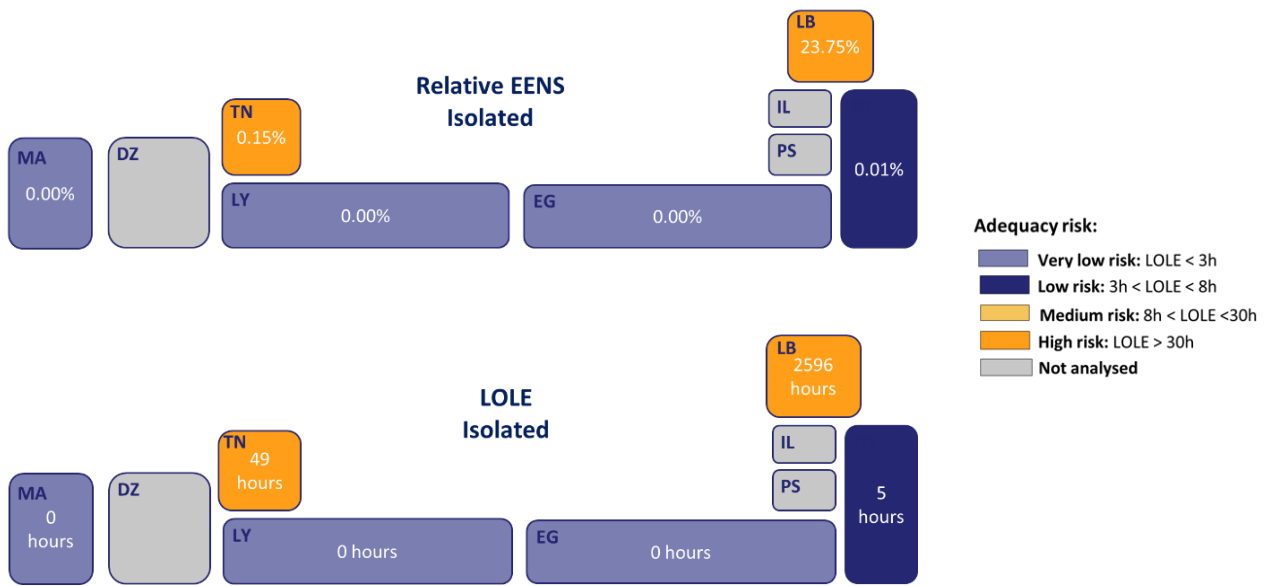 LB
23.75%
Relative EENS
Isolated
TN
0.15%
IL
MA
0.00%
DZ
PS
0.01%
LY
0.00%
EG
0.00%
Adequacy risk:
Very low risk: LOLE < 3h
Low risk: 3h < LOLE < 8h
Medium risk: 8h < LOLE <30h
High risk: LOLE > 30h
Not analysed
LB
2596
hours
LOLE
Isolated
TN
49
hours
IL
MA
0
hours
DZ
PS
5
hours
LY
0 hours
EG
0 hours